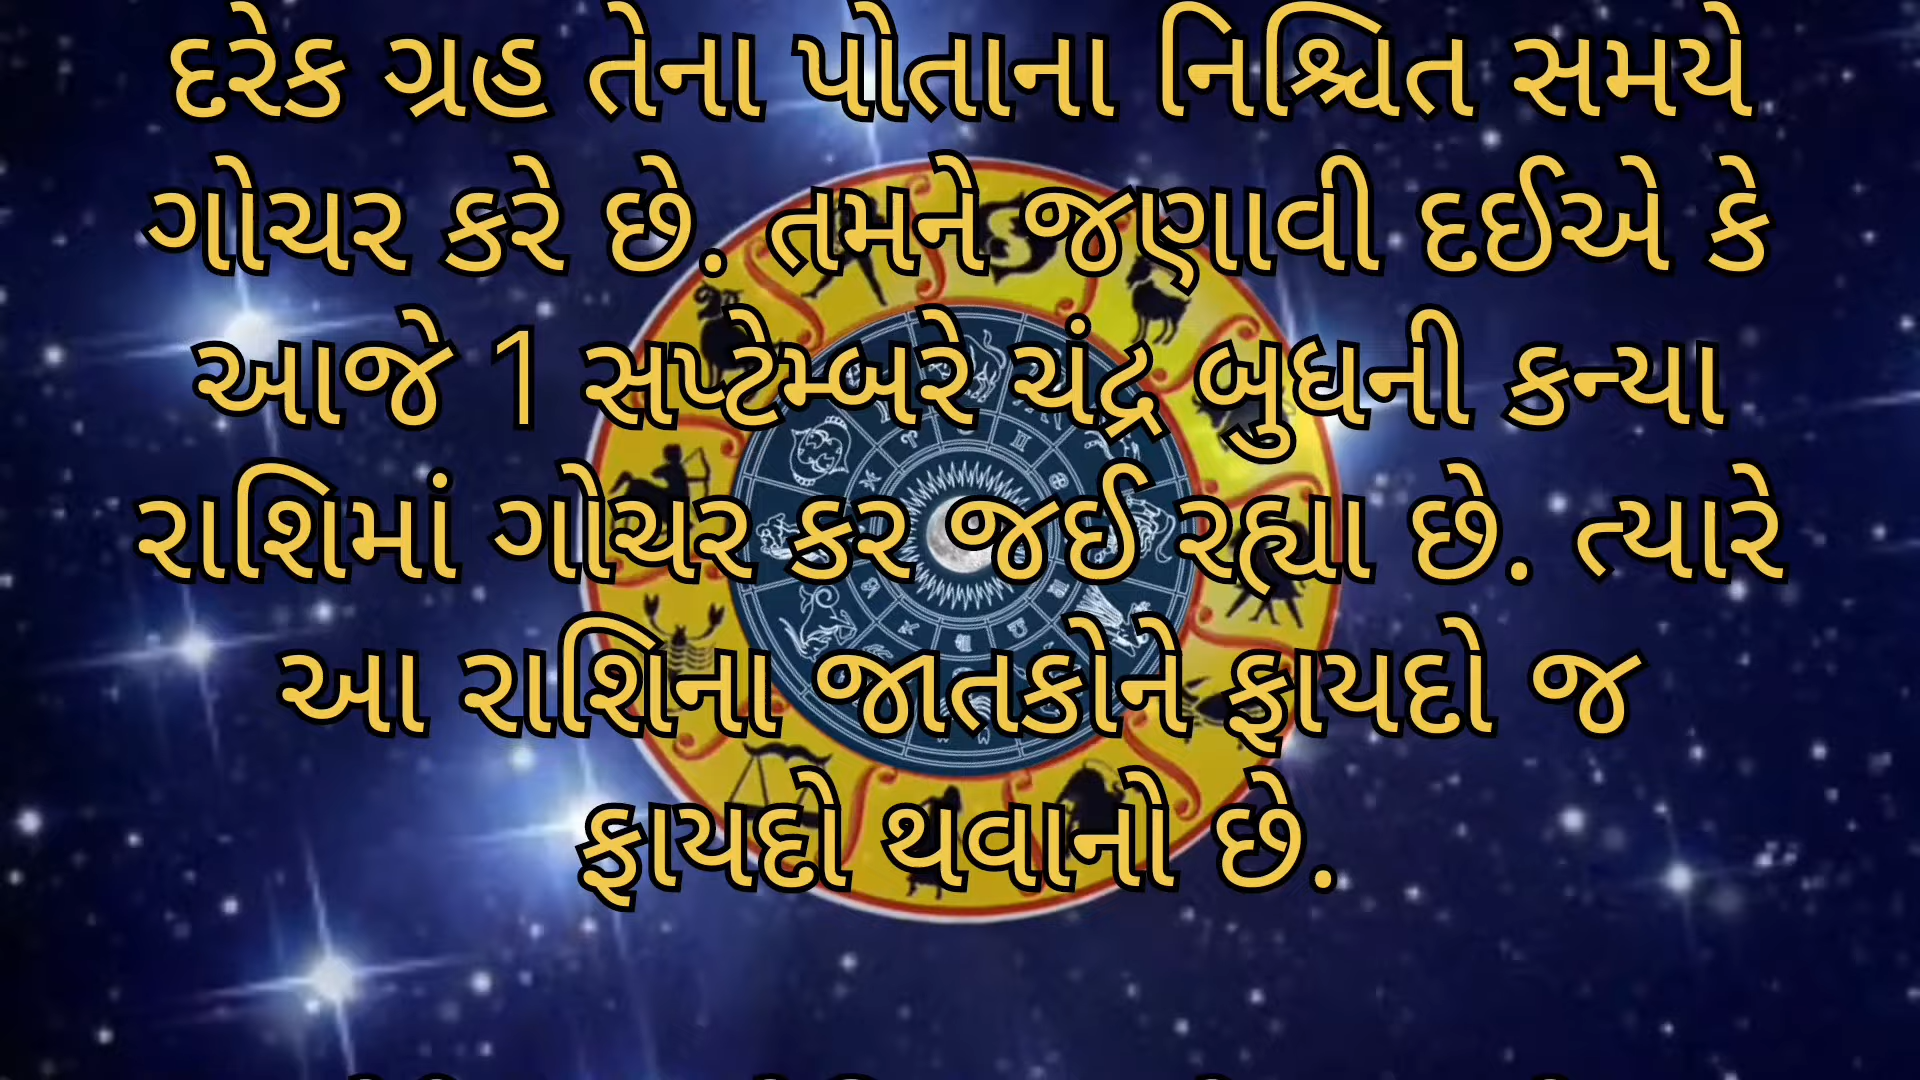 દરેક ગ્રહ તેના પોતાના નિશ્ચિત સમયે
ગોચર કરે છે. તમને જણાવી દઈએ કે
આજે 1 સપ્ટેમ્બરે ચંદ્ર બુધની કન્યા
રાશિમાં ગોચર કર જઈ રહ્યા છે. ત્યારે
આ રાશિના જાતકોને ફાયદો જ
ફાયદો થવાનો છે.